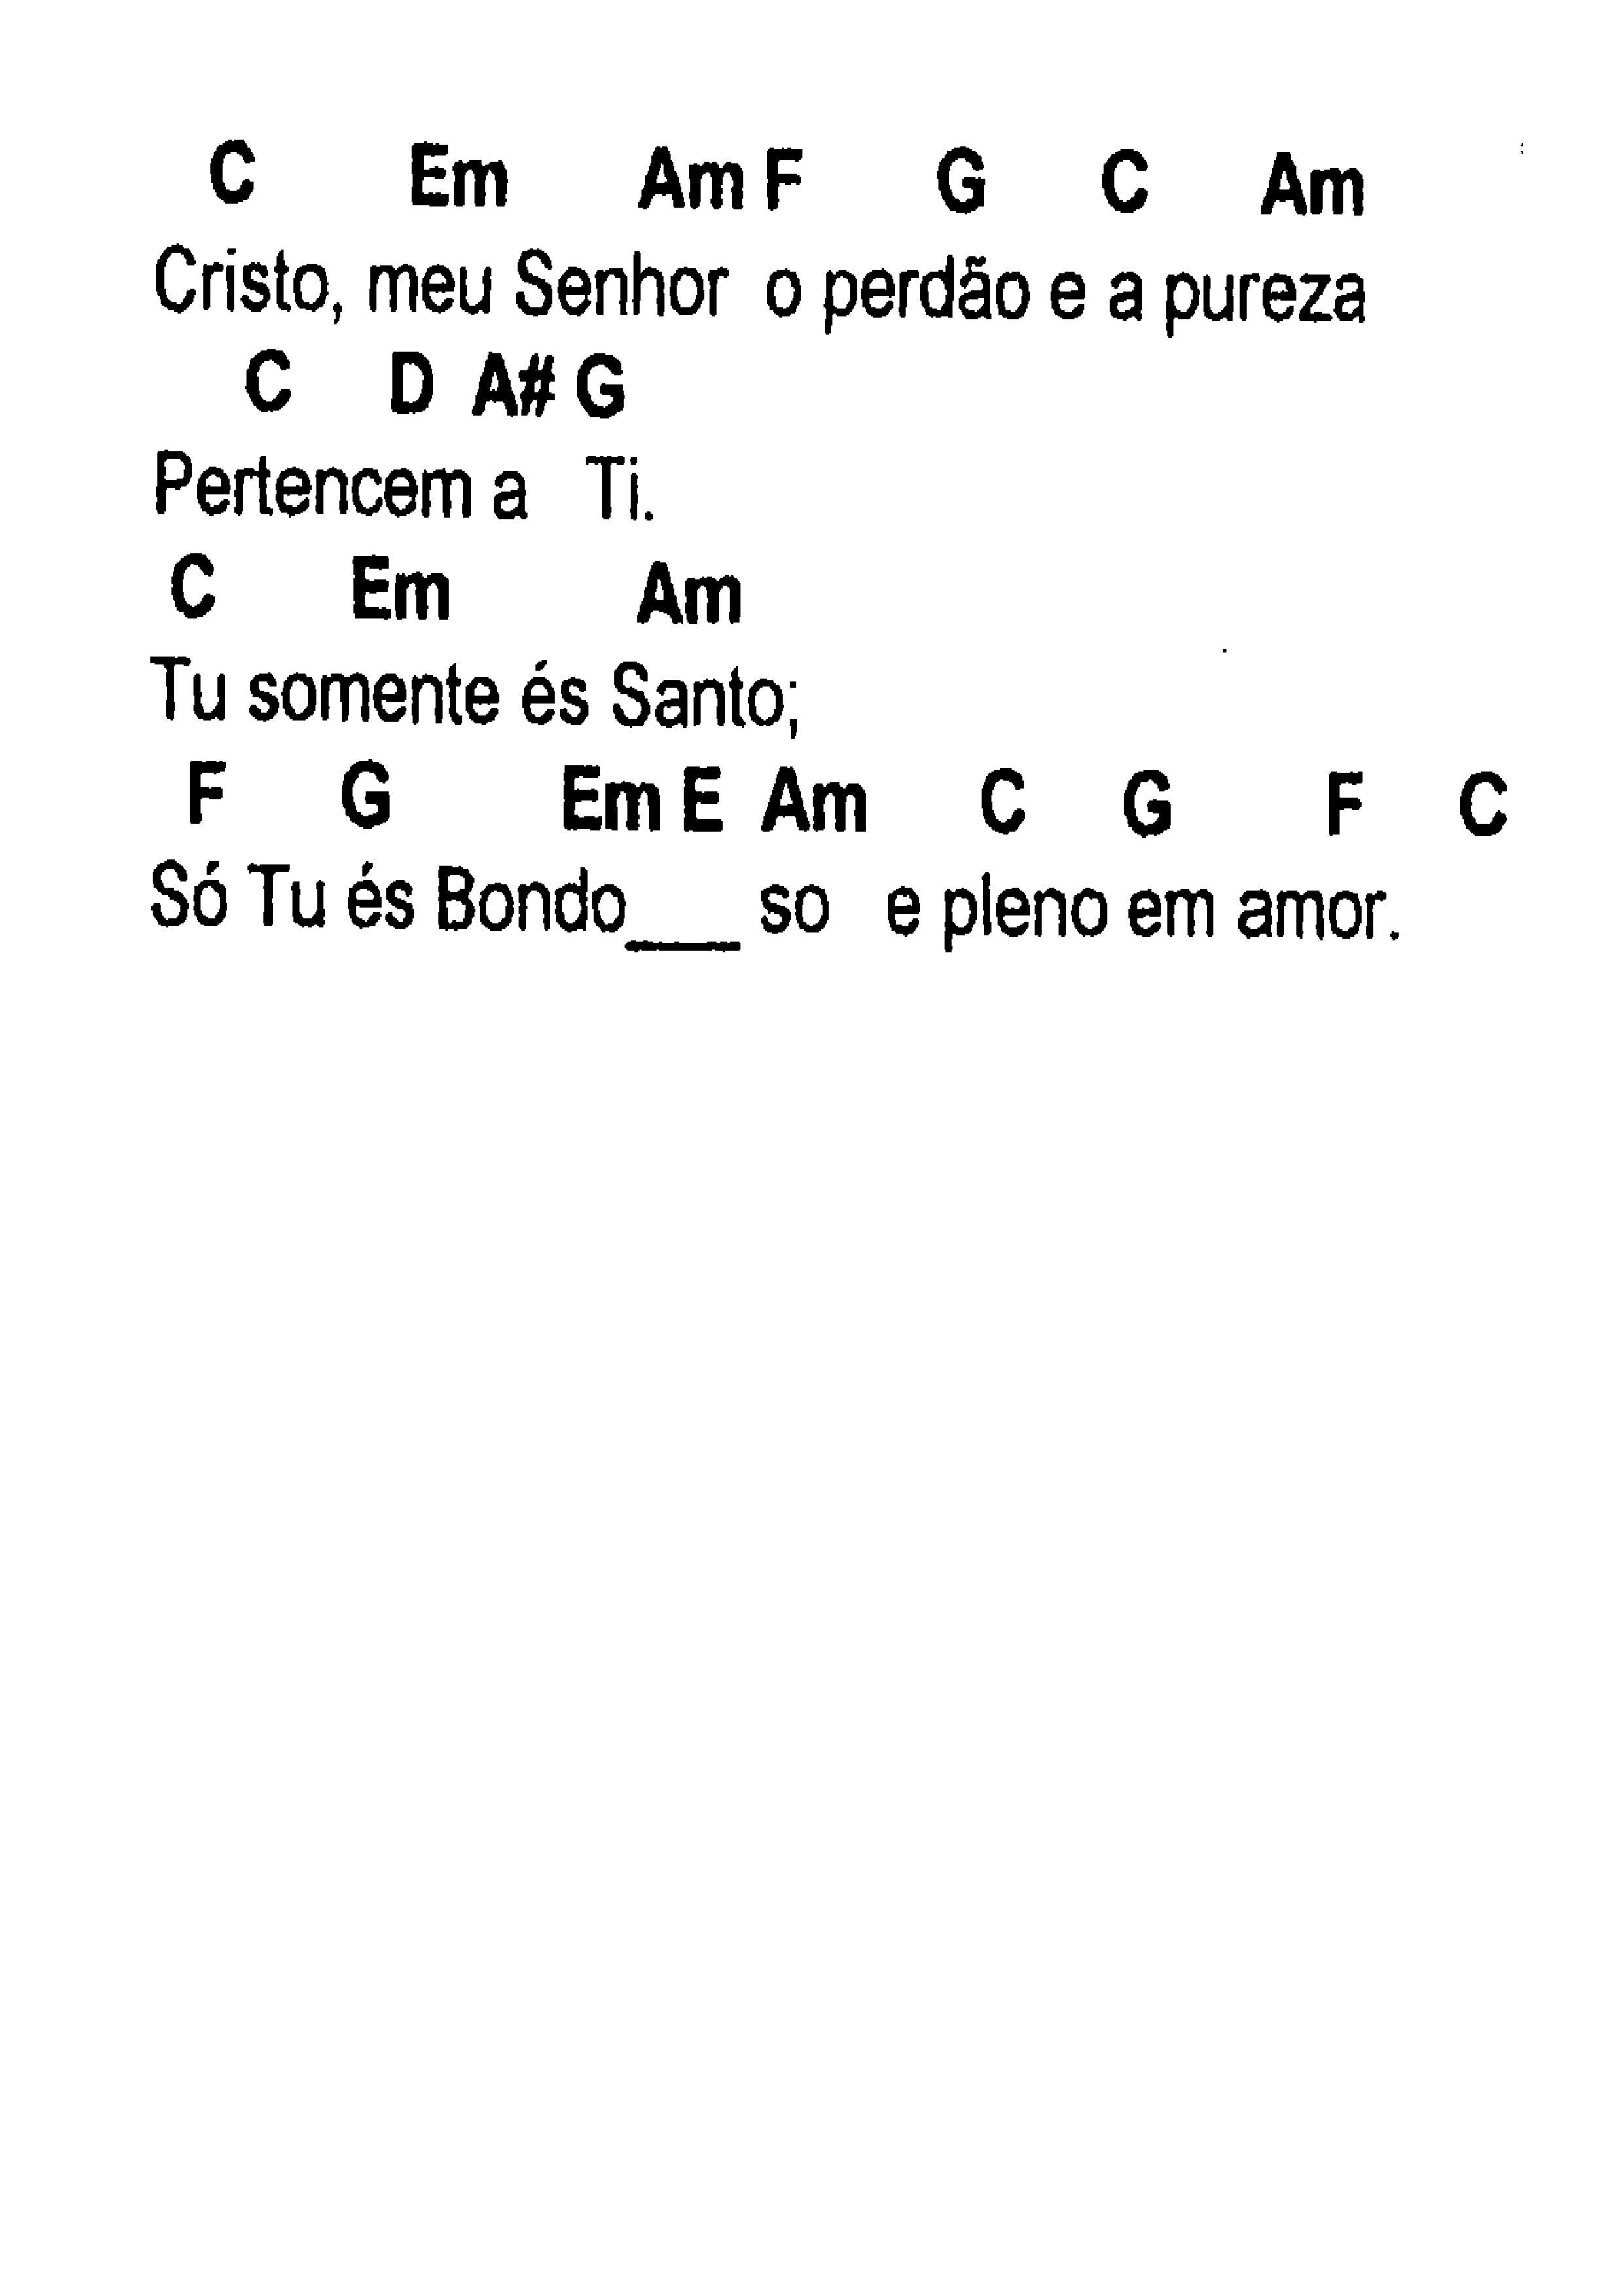 C Em Am F G C Am
Cristo, meu Senhor o perdão e a pureza
C D A# G
Pertencem a Ti.
C Em Am
Tu somente és Santo;
F G Em E Am C G F C
Só Tu és Bondo___ so e pleno em amor.